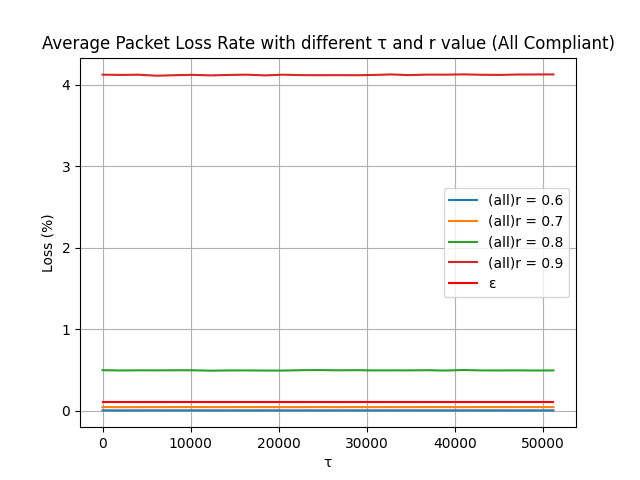 Average Packet Loss Rate with different τ and r value (All Compliant)
4
3
2
1
0
Loss (%)
(all)r = 0.6
(all)r = 0.7
(all)r = 0.8
(all)r = 0.9
ε
0 10000 20000 30000 40000 50000
τ